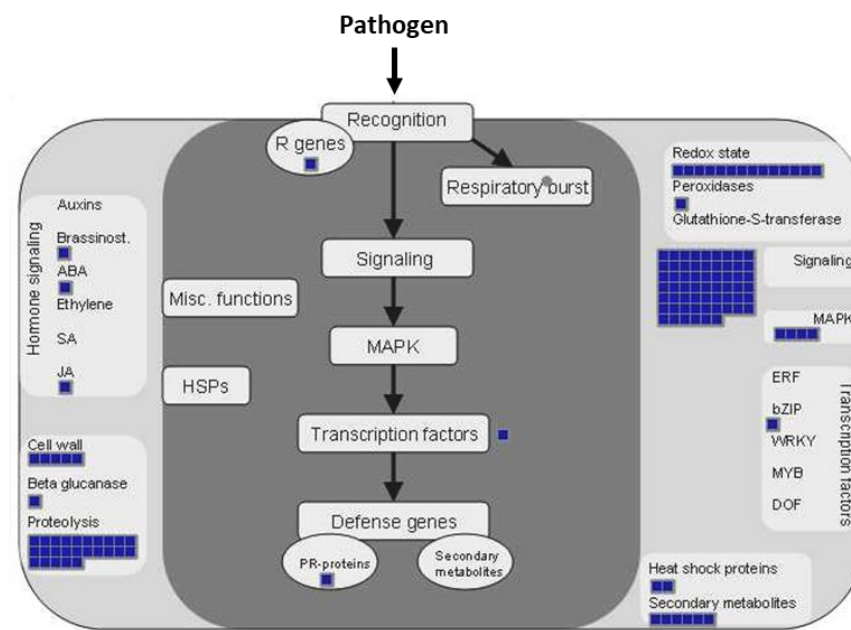 Pathogen
Recognition
R genes
Respiratory burst
Signaling
Misc. functions
MAPK
HSPs
Transcription factors
Defense genes
PR-proteins
Secondary
metabolites
Hormone signaling
Auxins
Brassinost.
ABA
Ethylene
SA
JA
Cell wall
Beta glucanase
Proteolysis
Redox state
Peroxidases
Glutathione-S-transferase
Signaling
MAPK
ERF
bZIP
WRKY
MYB
DOF
Transcription factors
Heat shock proteins
Secondary metabolites